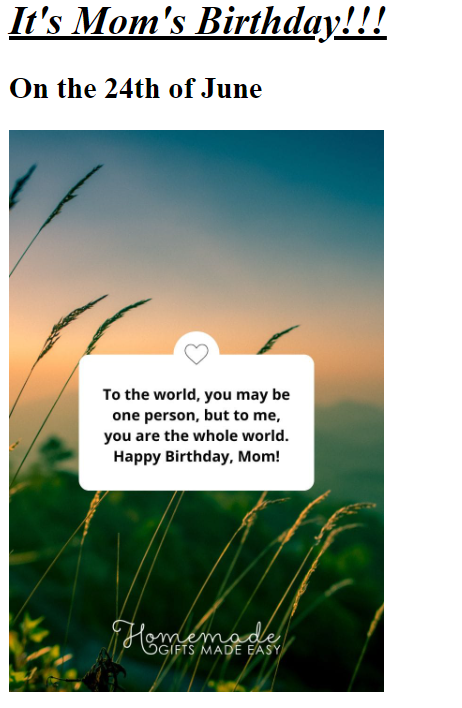 It's Mom's Birthday!!!
On the 24th of June
To the world, you may be
one person, but to me,
you are the whole world.
Happy Birthday, Mom!
Homemade
GIFTS MADE EASY